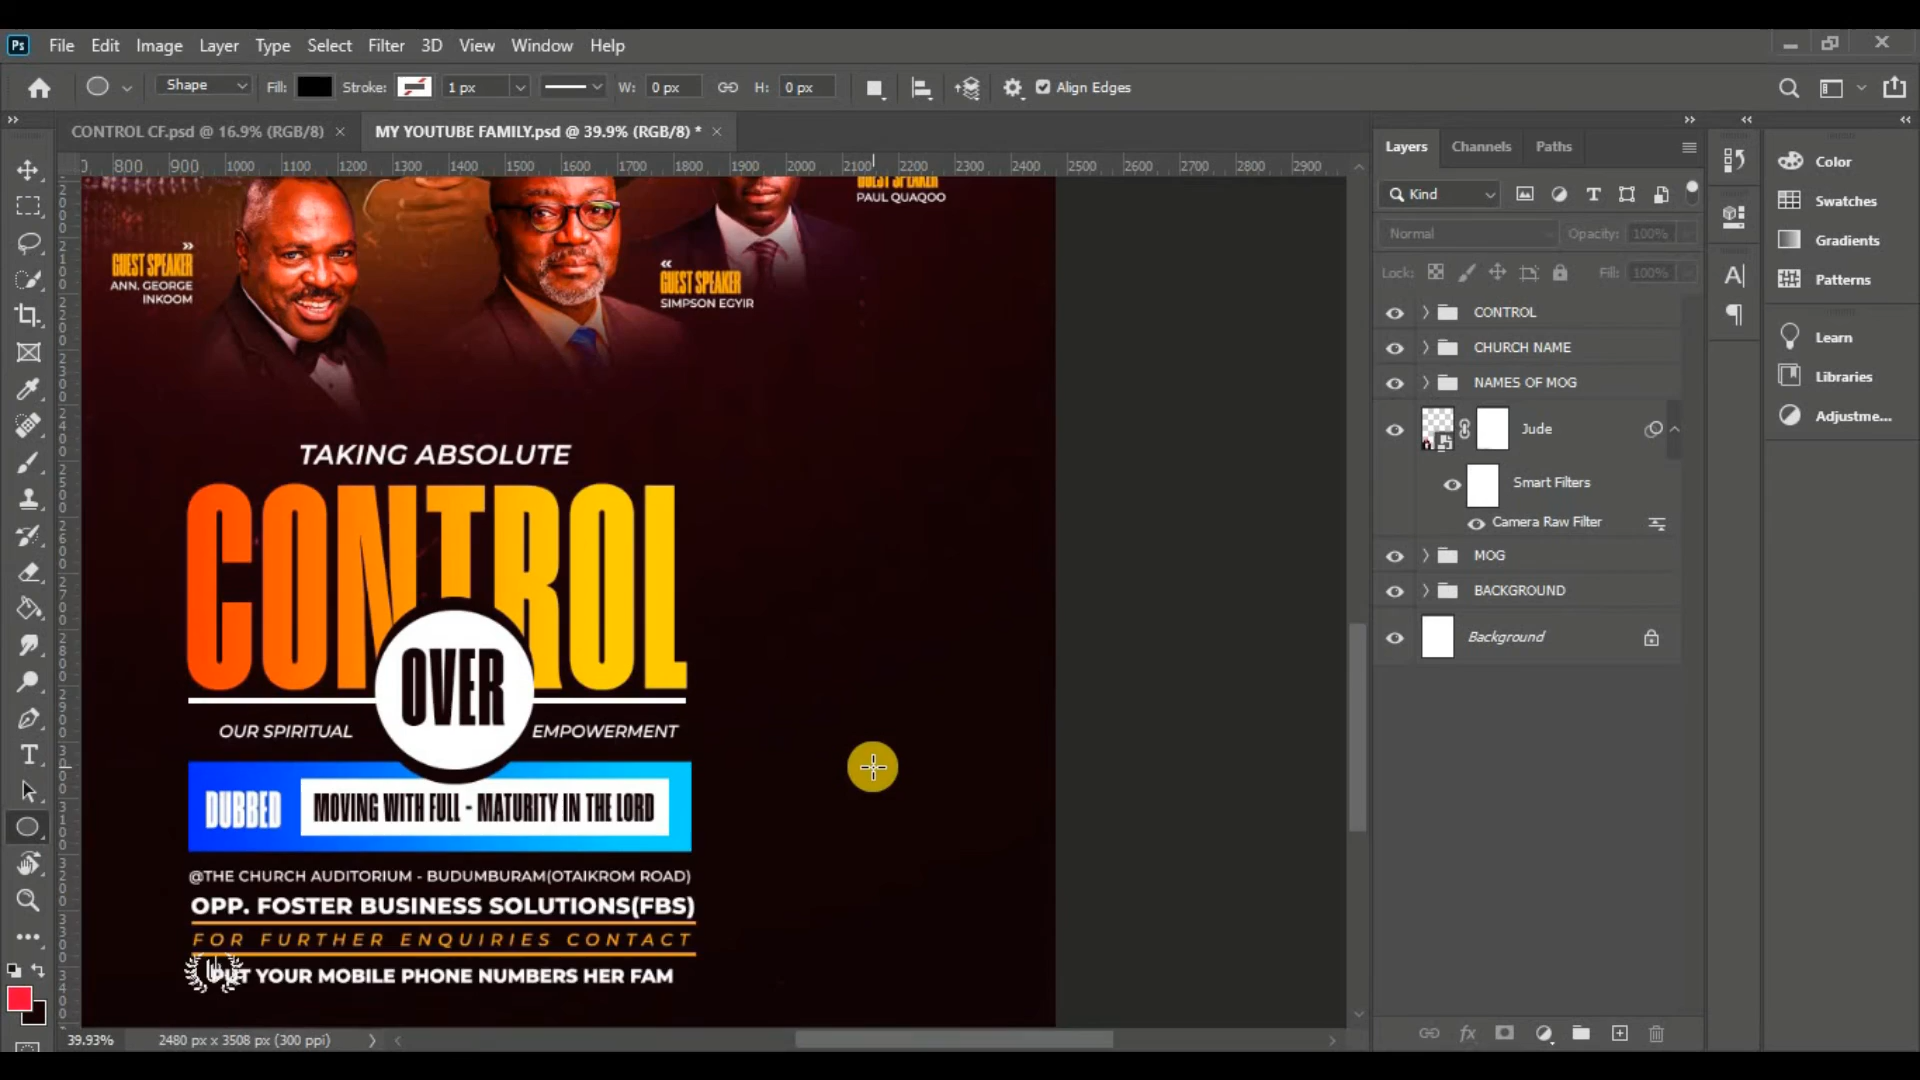 Ps File Edit Image Layer Type Select Filter 3D View Window Help
Shape Fill: Stroke: 1 px W: 0 px H: 0 px Align Edges
CONTROL CF.psd @ 16.9% (RGB/8) × MY YOUTUBE FAMILY.psd @ 39.9% (RGB/8) * ×
800 900 1000 1100 1200 1300 1400 1500 1600 1700 1800 1900 2000 2100 2200 2300 2400 2500 2600 2700 2800 2900
GUEST SPEAKER
PAUL QUAQOO
GUEST SPEAKER
ANN. GEORGE
INKOOM
GUEST SPEAKER
SIMPSON EGYIR
TAKING ABSOLUTE
CONTROL
OVER
OUR SPIRITUAL EMPOWERMENT
DUBBED MOVING WITH FULL - MATURITY IN THE LORD
@THE CHURCH AUDITORIUM - BUDUMBURAM(OTAIKROM ROAD)
OPP. FOSTER BUSINESS SOLUTIONS(FBS)
FOR FURTHER ENQUIRIES CONTACT
PUT YOUR MOBILE PHONE NUMBERS HER FAM
39.93% 2480 px x 3508 px (300 ppi)
Layers Channels Paths
Kind
Normal Opacity: 100%
Lock: Fill: 100%
CONTROL
CHURCH NAME
NAMES OF MOG
Jude
Smart Filters
Camera Raw Filter
MOG
BACKGROUND
Background
Color
Swatches
Gradients
Patterns
Learn
Libraries
Adjustme...